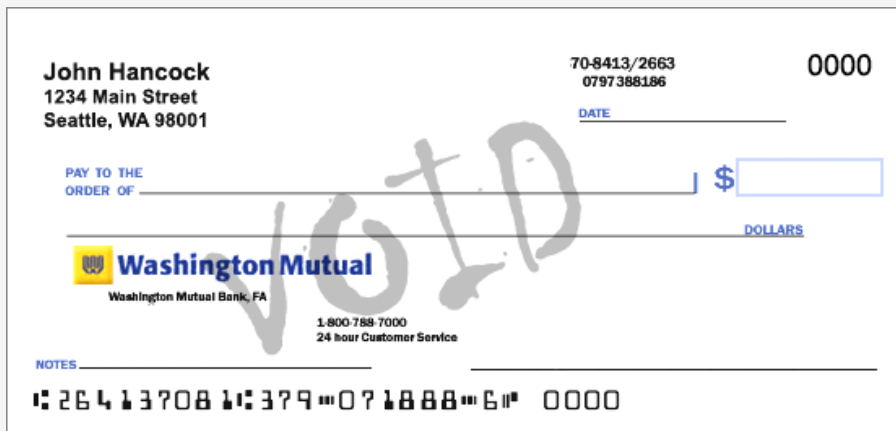 John Hancock
1234 Main Street
Seattle, WA 98001
70-8413/2663
0797388186
0000
DATE
PAY TO THE
ORDER OF
$
DOLLARS
VOID
Washington Mutual
Washington Mutual Bank, FA
1-800-788-7000
24 hour Customer Service
NOTES
⑆264137081⑆379⑉071888⑉6⑈ 0000